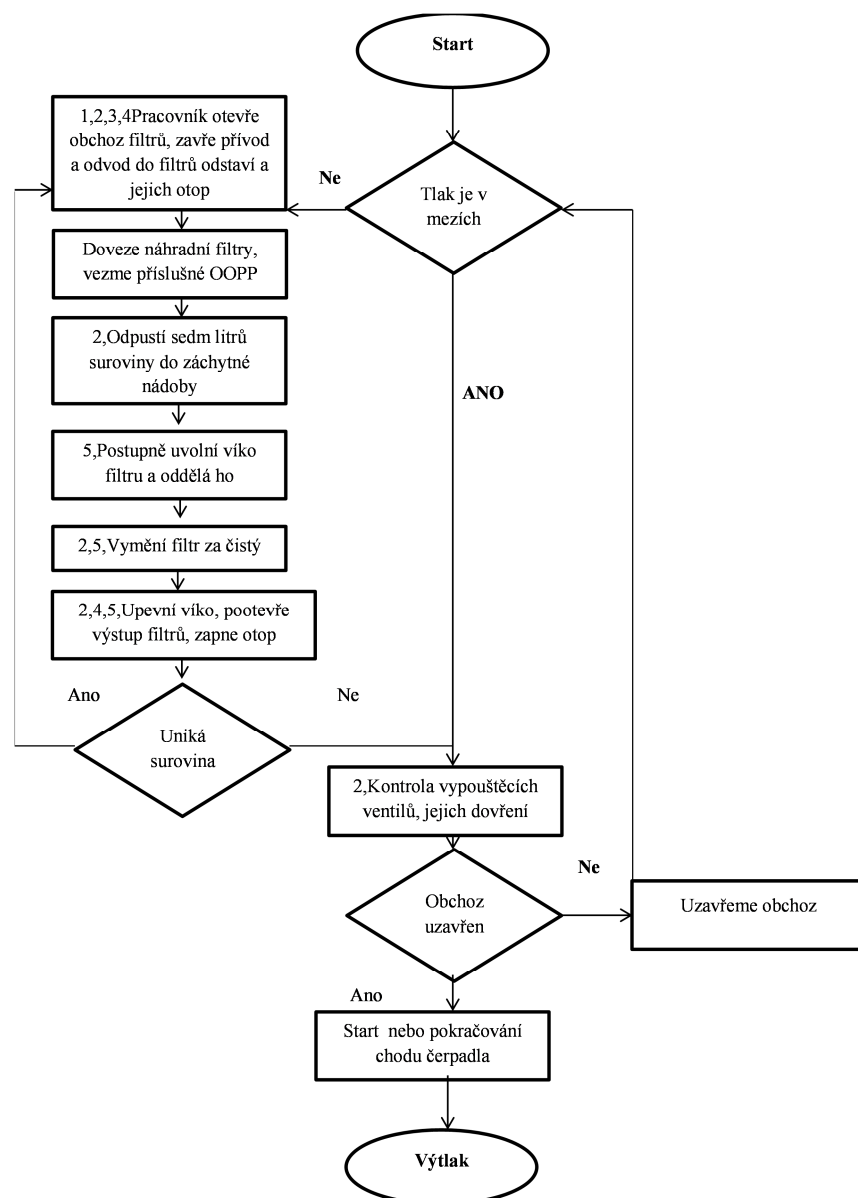 Start
1,2,3,4Pracovník otevře
obchoz filtrů, zavře přívod
a odvod do filtrů odstaví a
jejich otop
Ne
Tlak je v
mezích
Doveze náhradní filtry,
vezme příslušné OOPP
2,Odpustí sedm litrů
suroviny do záchytné
nádoby
ANO
5,Postupně uvolní víko
filtru a oddělá ho
2,5,Vymění filtr za čistý
2,4,5,Upevní víko, pootevře
výstup filtrů, zapne otop
Ano
Ne
Uniká
surovina
2,Kontrola vypouštěcích
ventilů, jejich dovření
Ne
Obchoz
uzavřen
Uzavřeme obchoz
Ano
Start nebo pokračování
chodu čerpadla
Výtlak